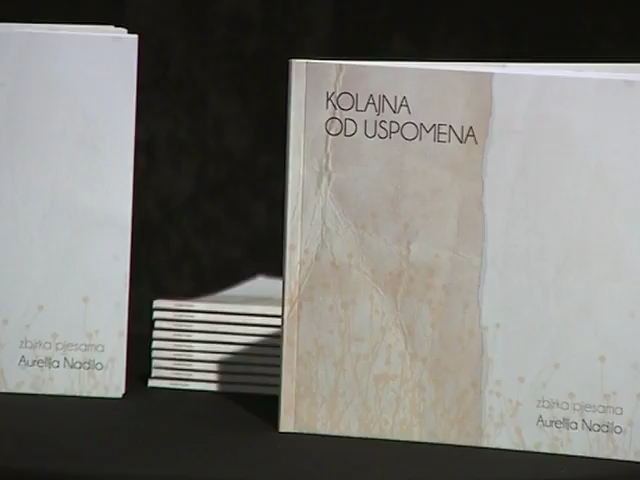 KOLAJNA
OD USPOMENA
zbirka pjesama
Aurelija Nadilo
zbirka pjesama
Aurelija Nadilo